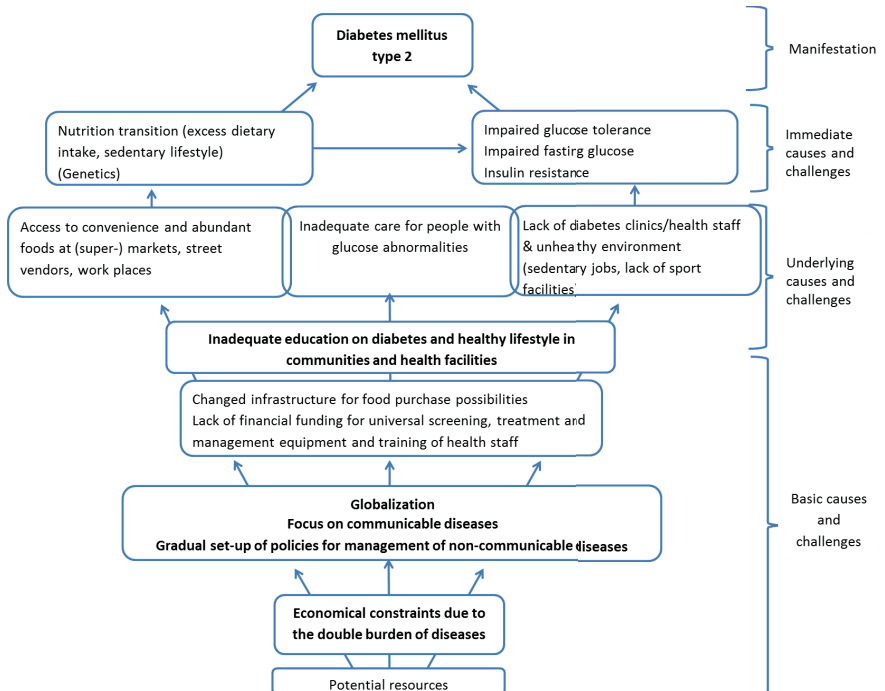 Diabetes mellitus
type 2
Manifestation
Nutrition transition (excess dietary
intake, sedentary lifestyle)
(Genetics)
Impaired glucose tolerance
Impaired fasting glucose
Insulin resistance
Immediate
causes and
challenges
Access to convenience and abundant
foods at (super-) markets, street
vendors, work places
Inadequate care for people with
glucose abnormalities
Lack of diabetes clinics/health staff
& unhealthy environment
(sedentary jobs, lack of sport
facilities)
Underlying
causes and
challenges
Inadequate education on diabetes and healthy lifestyle in
communities and health facilities
Changed infrastructure for food purchase possibilities
Lack of financial funding for universal screening, treatment and
management equipment and training of health staff
Globalization
Focus on communicable diseases
Gradual set-up of policies for management of non-communicable diseases
Basic causes
and
challenges
Economical constraints due to
the double burden of diseases
Potential resources